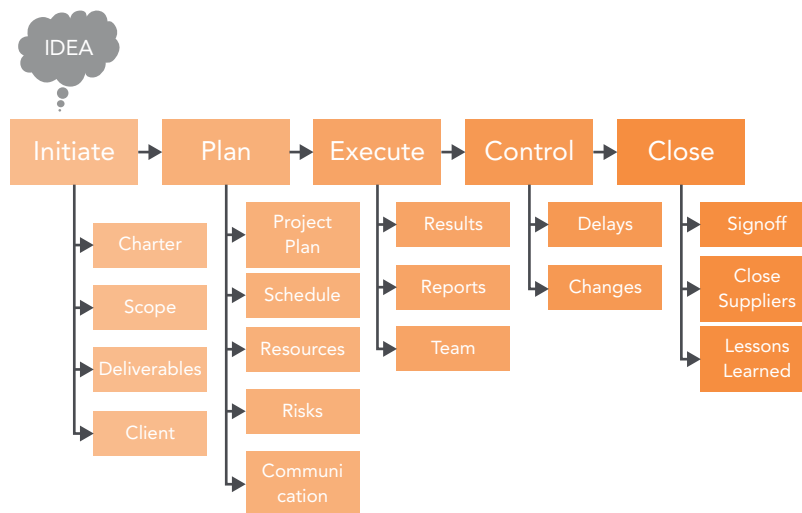 IDEA
Initiate
Plan
Execute
Control
Close
Charter
Scope
Deliverables
Client
Project
Plan
Schedule
Resources
Risks
Communi
cation
Results
Reports
Team
Delays
Changes
Signoff
Close
Suppliers
Lessons
Learned